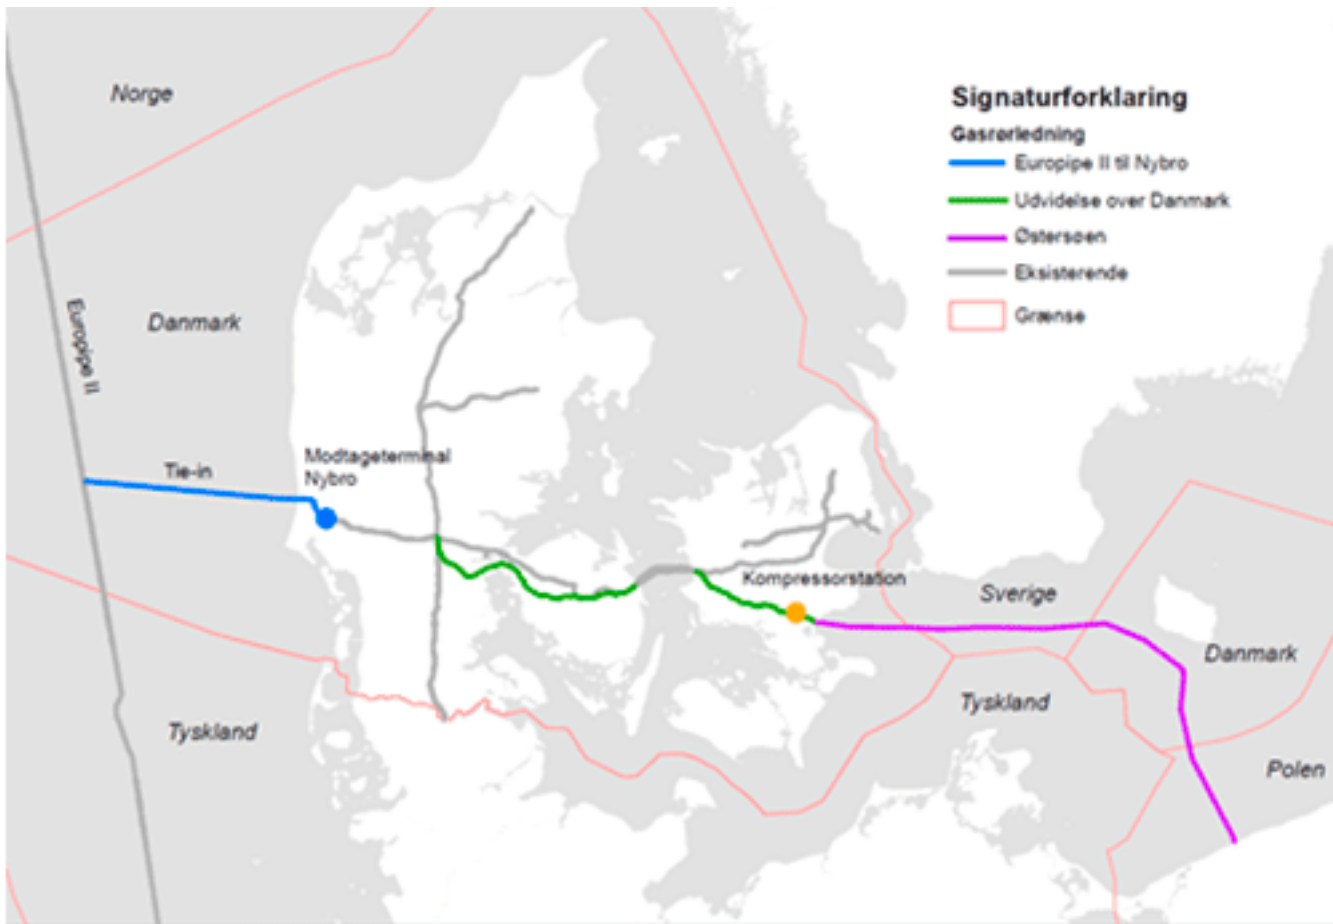 Norge
Signaturforklaring
Gasrørledning
Europipe II til Nybro
Udvidelse over Danmark
Østersøen
Eksisterende
Grænse
Danmark
Europipe II
Tie-in
Modtageterminal
Nybro
Kompressorstation
Sverige
Danmark
Tyskland
Tyskland
Polen